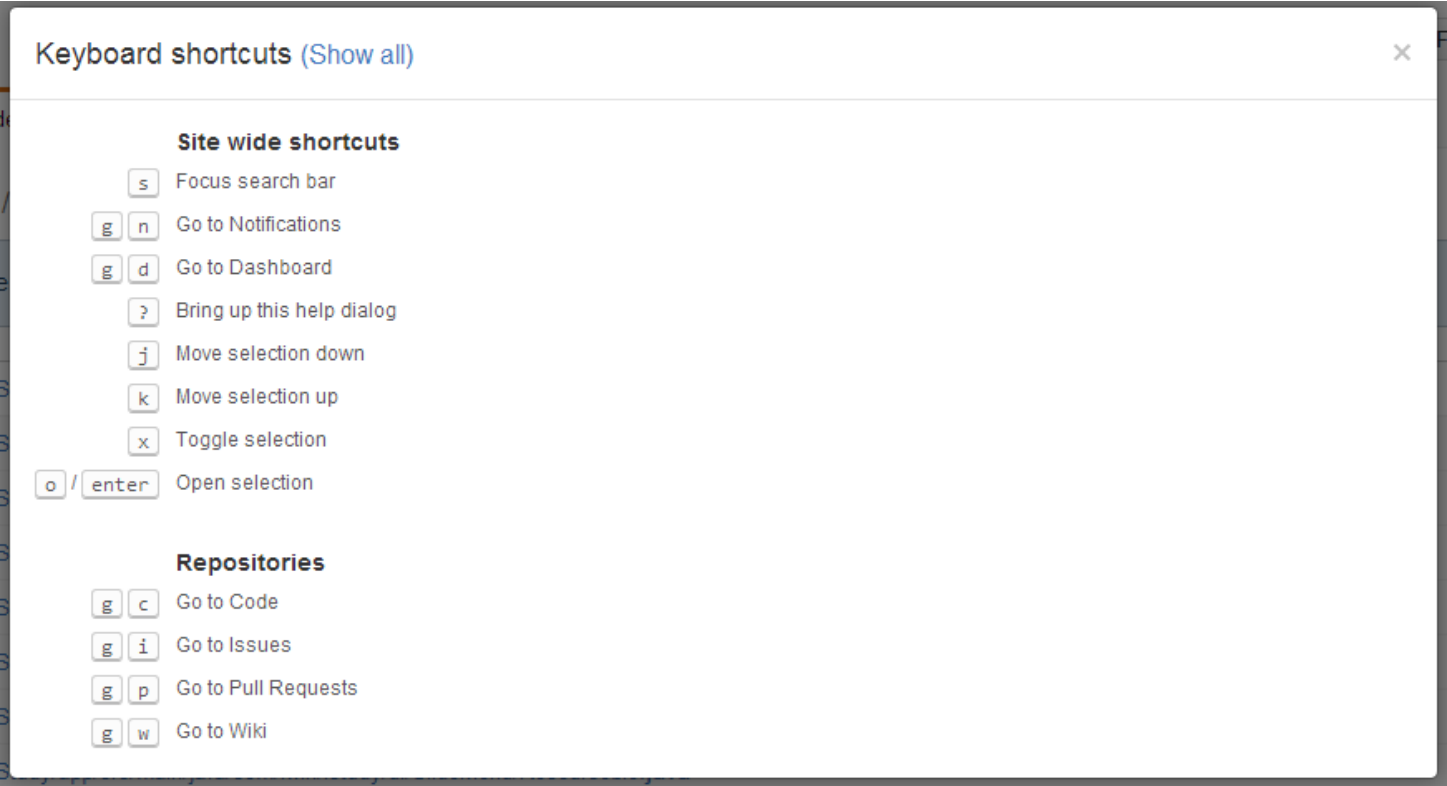 Keyboard shortcuts (Show all) ×
Site wide shortcuts
s Focus search bar
g n Go to Notifications
g d Go to Dashboard
? Bring up this help dialog
j Move selection down
k Move selection up
x Toggle selection
o / enter Open selection
Repositories
g c Go to Code
g i Go to Issues
g p Go to Pull Requests
g w Go to Wiki